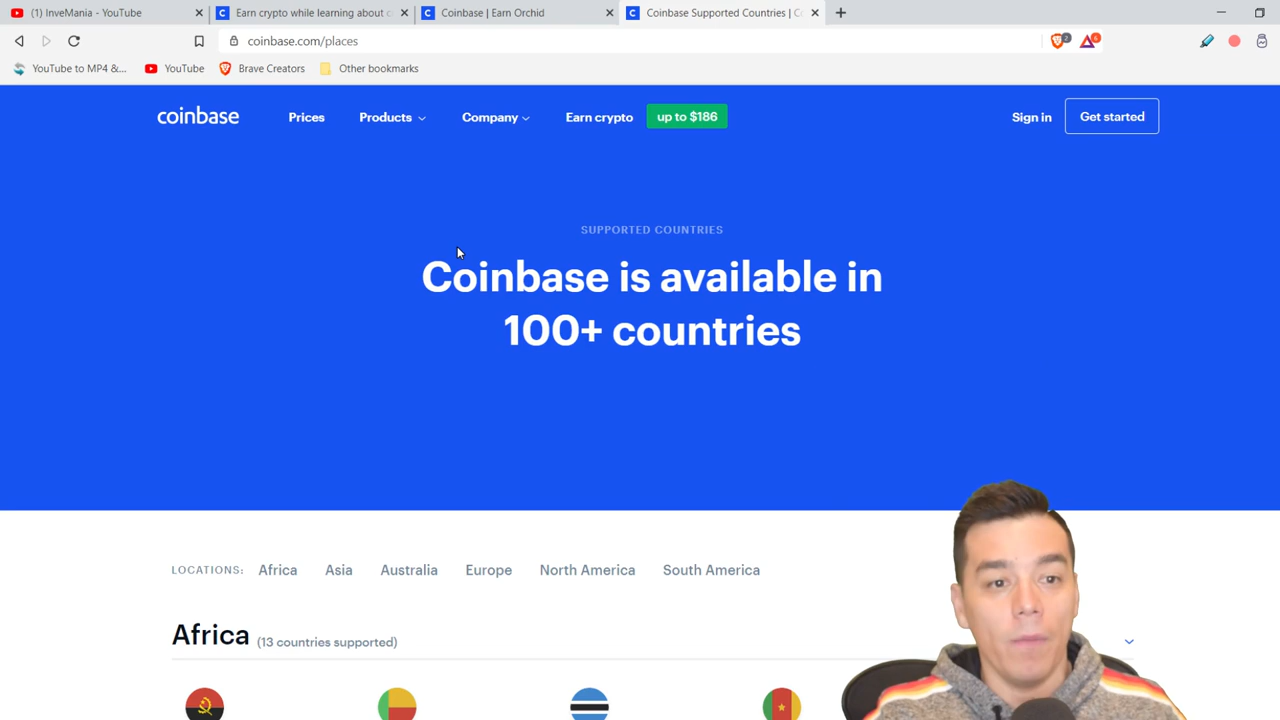 (1) InveMania - YouTube
Earn crypto while learning about c
Coinbase | Earn Orchid
Coinbase Supported Countries | C
coinbase.com/places
2
YouTube to MP4 &...
YouTube
Brave Creators
Other bookmarks
coinbase
Prices
Products
Company
Earn crypto
up to $186
Sign in
Get started
SUPPORTED COUNTRIES
Coinbase is available in
100+ countries
LOCATIONS:
Africa
Asia
Australia
Europe
North America
South America
Africa
(13 countries supported)